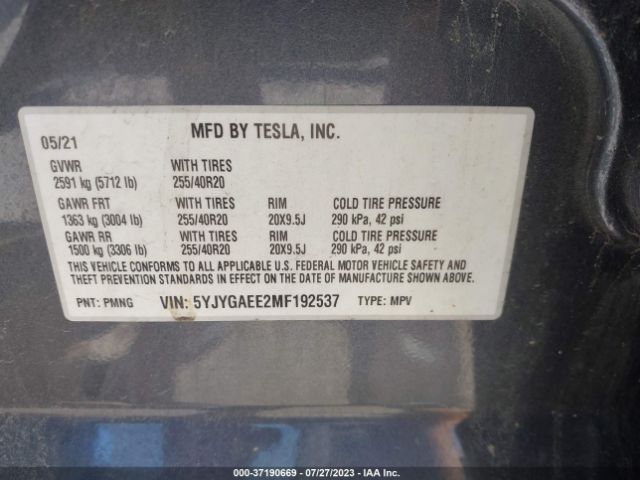 MFD BY TESLA, INC.
05/21
GVWR WITH TIRES
2591 kg (5712 lb) 255/40R20
GAWR FRT WITH TIRES RIM COLD TIRE PRESSURE
1363 kg (3004 lb) 255/40R20 20X9.5J 290 kPa, 42 psi
GAWR RR WITH TIRES RIM COLD TIRE PRESSURE
1500 kg (3306 lb) 255/40R20 20X9.5J 290 kPa, 42 psi
THIS VEHICLE CONFORMS TO ALL APPLICABLE U.S. FEDERAL MOTOR VEHICLE SAFETY AND
THEFT PREVENTION STANDARDS IN EFFECT ON THE DATE OF MANUFACTURE SHOWN ABOVE.
PNT: PMNG VIN: 5YJYGAEE2MF192537 TYPE: MPV
000-37190669 - 07/27/2023 - IAA Inc.